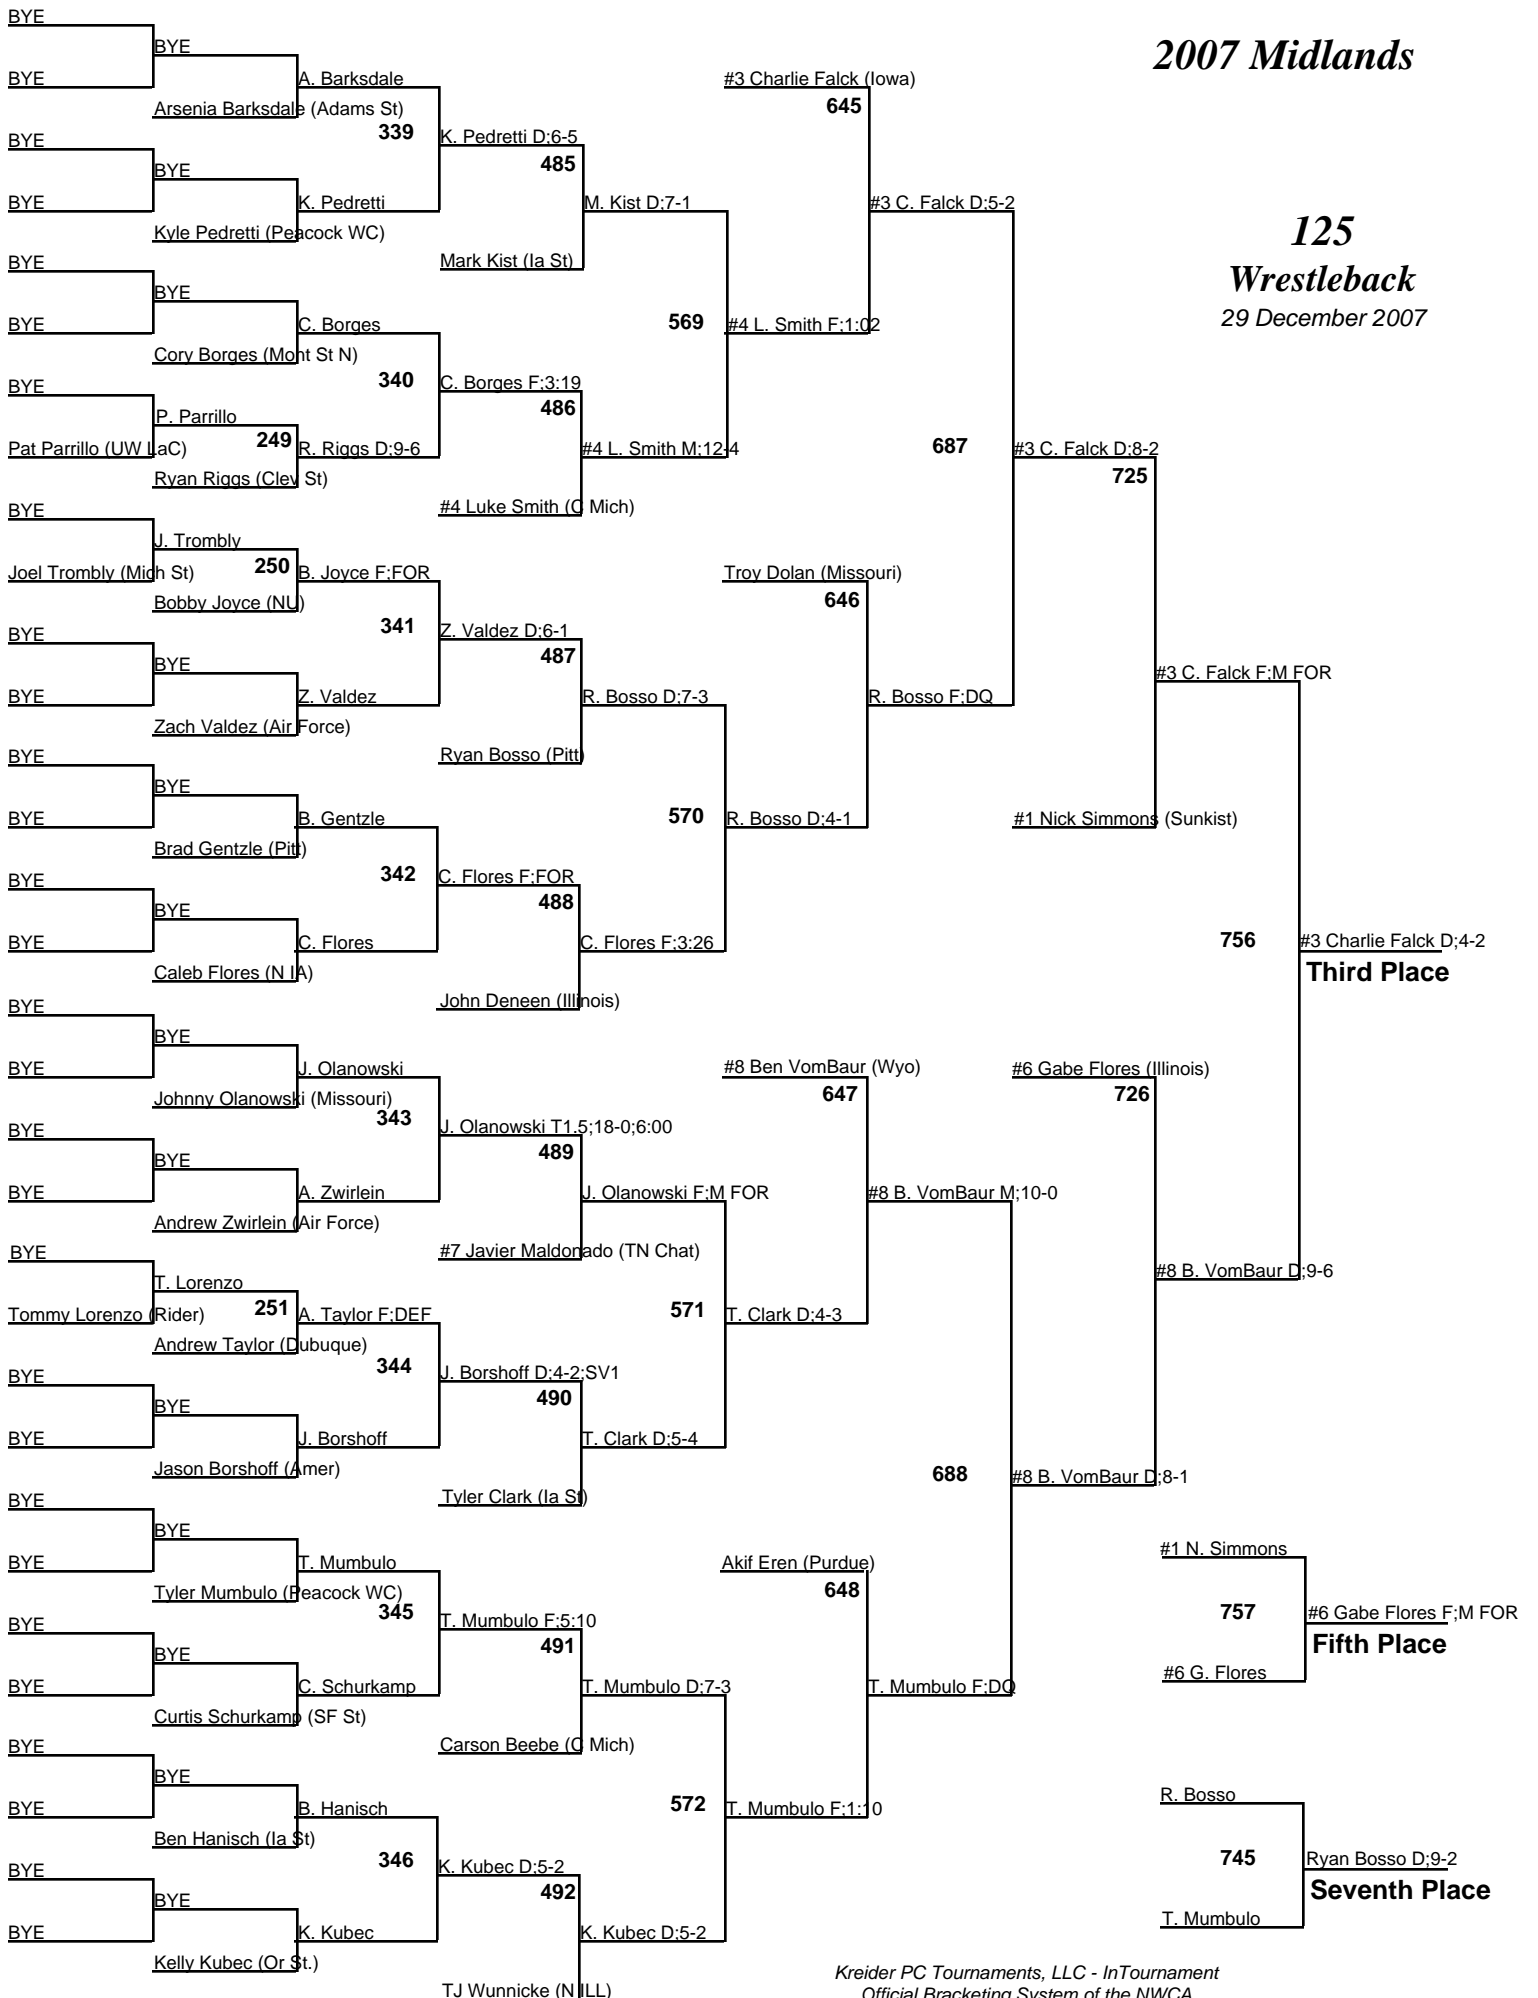 BYE
2007 Midlands
BYE
BYE
A. Barksdale
#3 Charlie Falck (Iowa)
Arsenia Barksdale (Adams St)
645
339
BYE
K. Pedretti D;6-5
485
BYE
BYE
K. Pedretti
M. Kist D;7-1
#3 C. Falck D;5-2
Kyle Pedretti (Peacock WC)
125
BYE
Mark Kist (Ia St)
Wrestleback
BYE
29 December 2007
BYE
C. Borges
569
#4 L. Smith F;1:02
Cory Borges (Mont St N)
340
BYE
C. Borges F;3:19
486
P. Parrillo
Pat Parrillo (UW LaC)
249
R. Riggs D;9-6
#4 L. Smith M;12-4
687
#3 C. Falck D;8-2
Ryan Riggs (Clev St)
725
BYE
#4 Luke Smith (C Mich)
J. Trombly
Joel Trombly (Mich St)
250
B. Joyce F;FOR
Troy Dolan (Missouri)
Bobby Joyce (NU)
646
341
BYE
Z. Valdez D;6-1
487
BYE
#3 C. Falck F;M FOR
BYE
Z. Valdez
R. Bosso D;7-3
R. Bosso F;DQ
Zach Valdez (Air Force)
BYE
Ryan Bosso (Pitt)
BYE
BYE
B. Gentzle
570
R. Bosso D;4-1
#1 Nick Simmons (Sunkist)
Brad Gentzle (Pitt)
342
BYE
C. Flores F;FOR
488
BYE
BYE
C. Flores
C. Flores F;3:26
756
#3 Charlie Falck D;4-2
Caleb Flores (N IA)
Third Place
BYE
John Deneen (Illinois)
BYE
BYE
J. Olanowski
#8 Ben VomBaur (Wyo)
#6 Gabe Flores (Illinois)
Johnny Olanowski (Missouri)
647
726
343
BYE
J. Olanowski T1.5;18-0;6:00
489
BYE
BYE
A. Zwirlein
J. Olanowski F;M FOR
#8 B. VomBaur M;10-0
Andrew Zwirlein (Air Force)
BYE
#7 Javier Maldonado (TN Chat)
#8 B. VomBaur D;9-6
T. Lorenzo
Tommy Lorenzo (Rider)
251
A. Taylor F;DEF
571
T. Clark D;4-3
Andrew Taylor (Dubuque)
344
BYE
J. Borshoff D;4-2;SV1
490
BYE
BYE
J. Borshoff
T. Clark D;5-4
Jason Borshoff (Amer)
688
#8 B. VomBaur D;8-1
BYE
Tyler Clark (Ia St)
BYE
#1 N. Simmons
BYE
T. Mumbulo
Akif Eren (Purdue)
Tyler Mumbulo (Peacock WC)
648
345
BYE
T. Mumbulo F;5:10
757
#6 Gabe Flores F;M FOR
491
Fifth Place
BYE
#6 G. Flores
BYE
C. Schurkamp
T. Mumbulo D;7-3
T. Mumbulo F;DQ
Curtis Schurkamp (SF St)
BYE
Carson Beebe (C Mich)
BYE
R. Bosso
BYE
B. Hanisch
572
T. Mumbulo F;1:10
Ben Hanisch (Ia St)
346
BYE
K. Kubec D;5-2
745
Ryan Bosso D;9-2
492
Seventh Place
BYE
T. Mumbulo
BYE
K. Kubec
K. Kubec D;5-2
Kelly Kubec (Or St.)
Kreider PC Tournaments, LLC - InTournament
TJ Wunnicke (N ILL)
Official Bracketing System of the NWCA